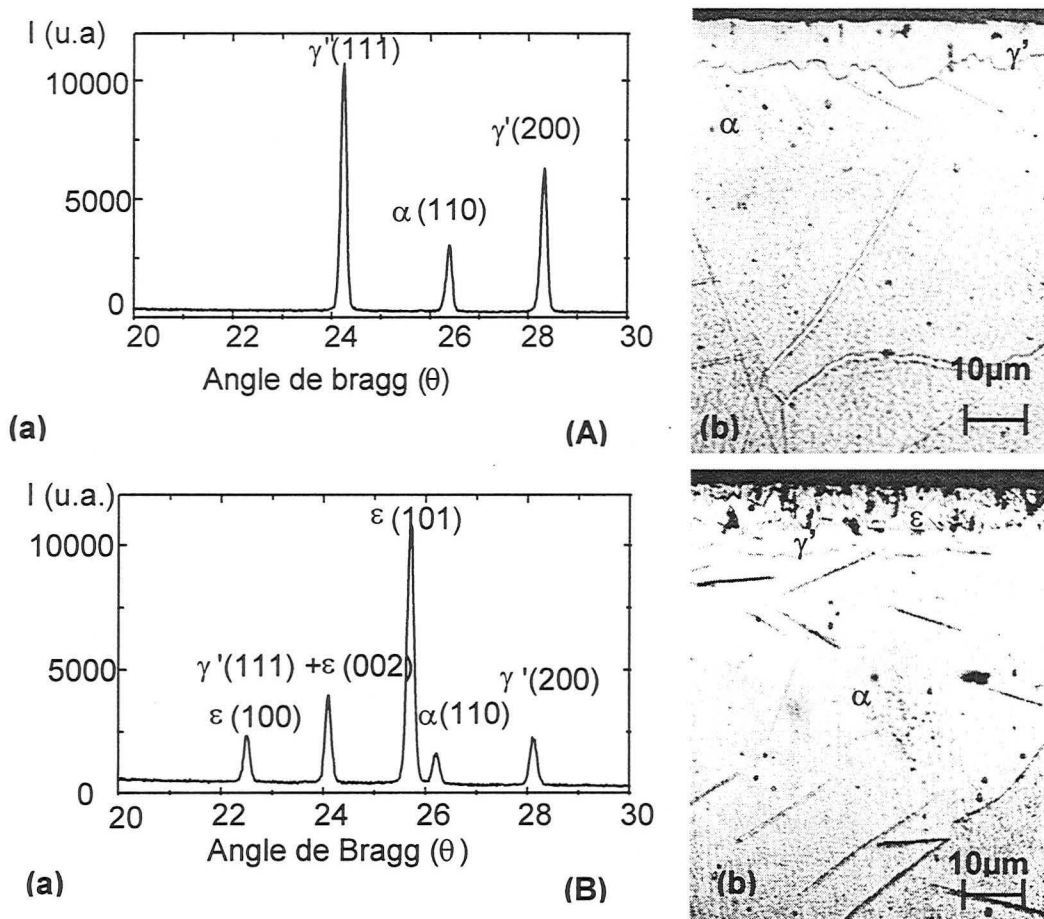 I (u.a)
10000
5000
0
γ'(111)
α (110)
γ'(200)
20 22 24 26 28 30
Angle de bragg (θ)
(a)
(A)
γ'
α
10µm
(b)
I (u.a.)
10000
5000
0
ε (101)
γ'(111) +ε (002)
ε (100)
α (110)
γ'(200)
20 22 24 26 28 30
Angle de Bragg (θ)
(a)
(B)
ε
γ'
α
10µm
(b)